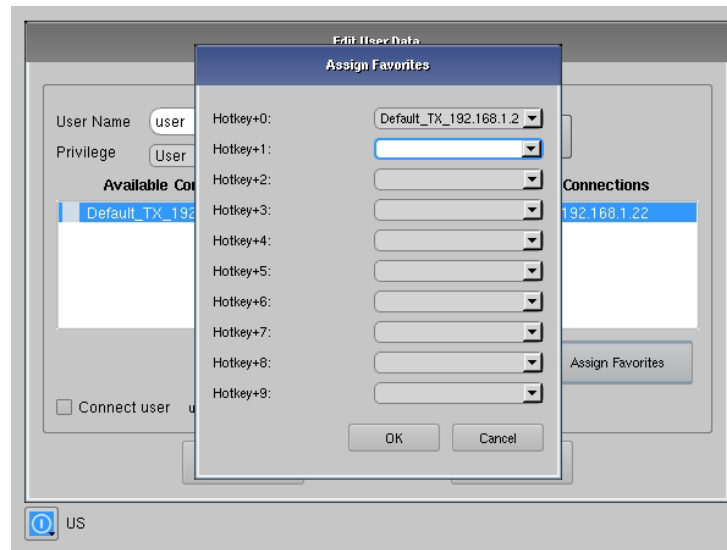 Edit User Data
Assign Favorites
User Name user
Privilege User
Hotkey+0: Default_TX_192.168.1.2
Hotkey+1:
Hotkey+2:
Hotkey+3:
Hotkey+4:
Hotkey+5:
Hotkey+6:
Hotkey+7:
Hotkey+8:
Hotkey+9:
Available Connections
Default_TX_192 192.168.1.22
Assign Favorites
Connect user
OK Cancel
US